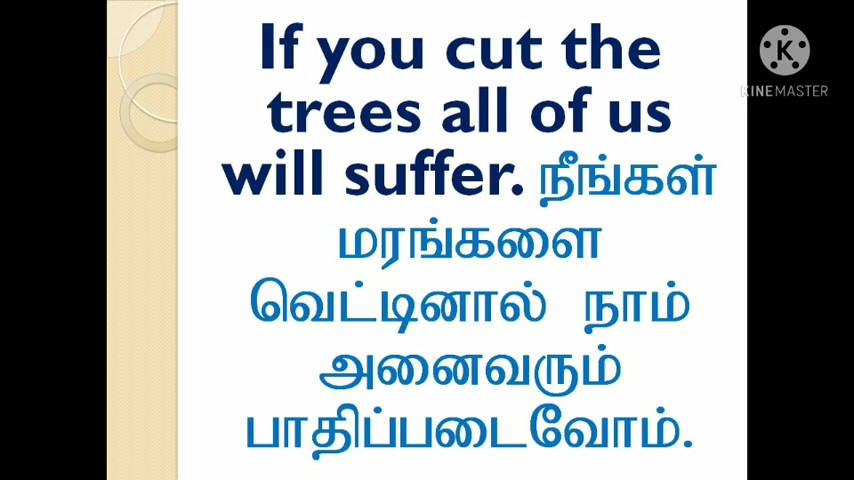 If you cut the
trees all of us
will suffer. நீங்கள்
மரங்களை
வெட்டினால் நாம்
அனைவரும்
பாதிப்படைவோம்.
KINEMASTER